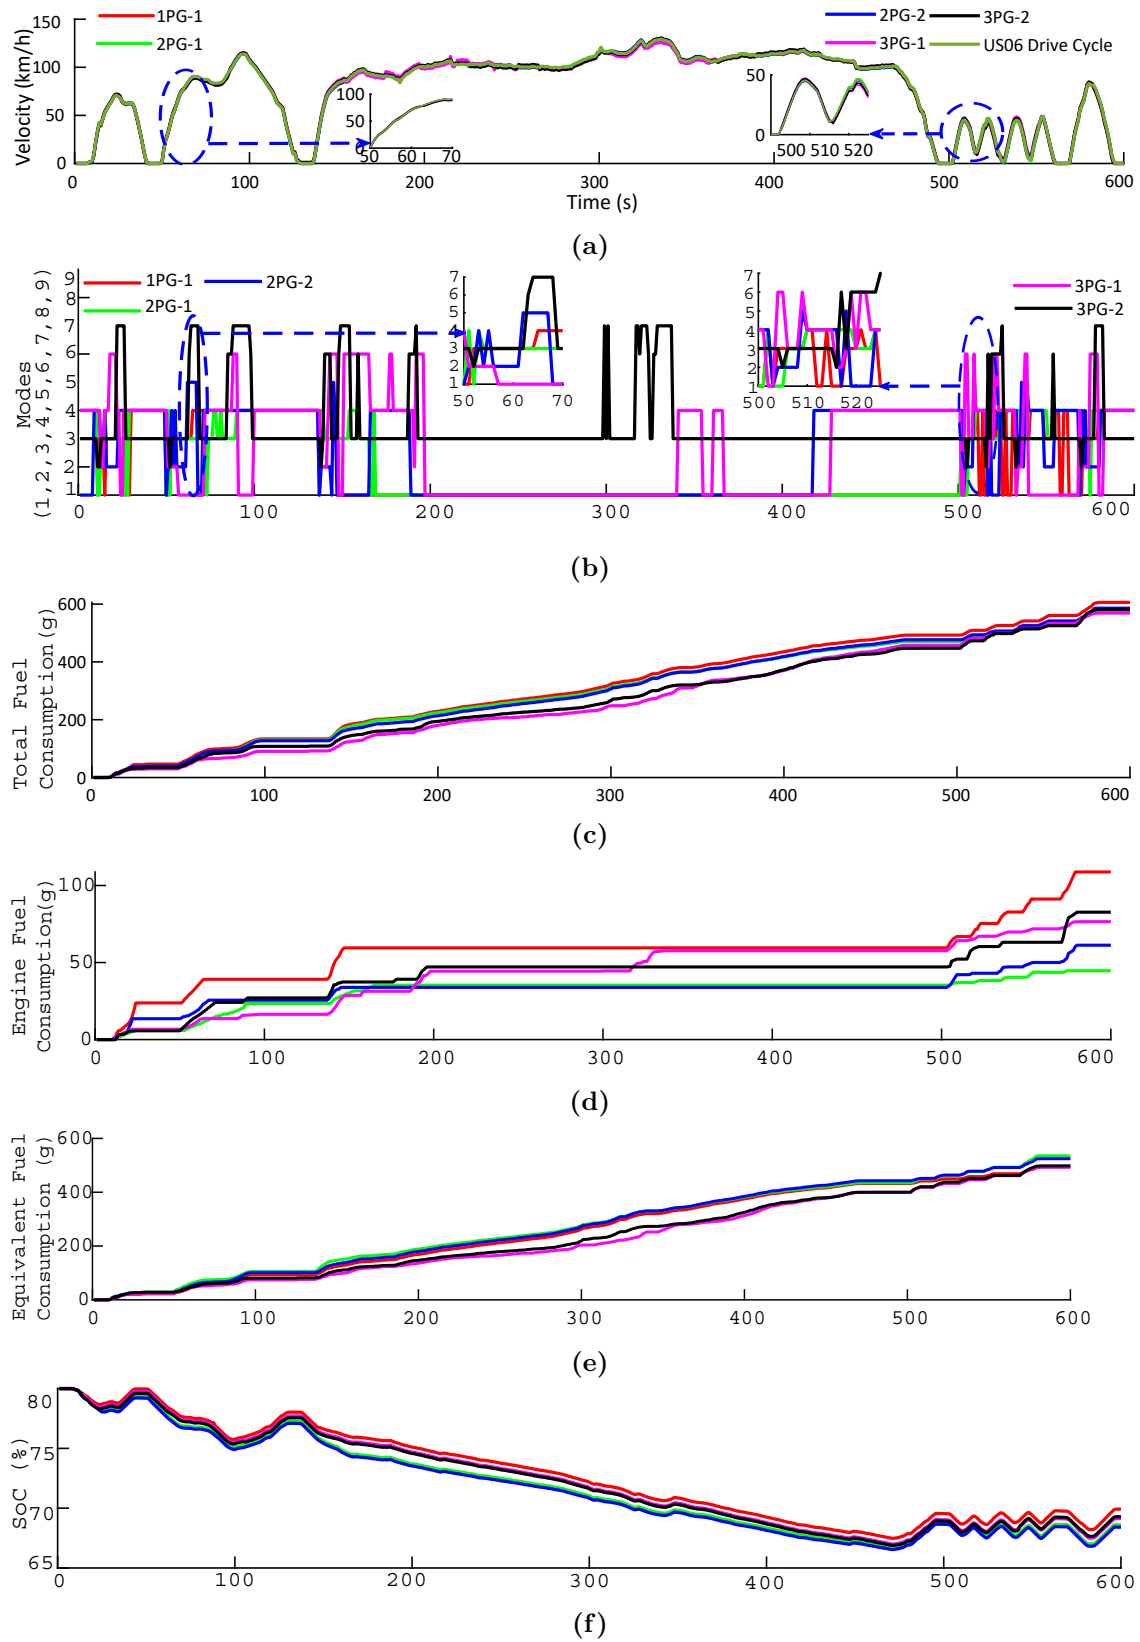 1PG-1
2PG-1
2PG-2
3PG-2
3PG-1
US06 Drive Cycle
Velocity (km/h)
150
100
50
0
100
50
0
50 60 70
50
0
500 510 520
0 100 200 300 400 500 600
Time (s)
(a)
Modes
(1,2,3,4,5,6,7,8,9)
9
8
7
6
5
4
3
2
1
1PG-1
2PG-2
2PG-1
3PG-1
3PG-2
7
6
5
4
3
2
1
50 60 70
7
6
5
4
3
2
1
500 510 520
0 100 200 300 400 500 600
(b)
Total Fuel
Consumption(g)
600
400
200
0
0 100 200 300 400 500 600
(c)
Engine Fuel
Consumption(g)
100
50
0
0 100 200 300 400 500 600
(d)
Equivalent Fuel
Consumption (g)
600
400
200
0
0 100 200 300 400 500 600
(e)
SoC (%)
80
75
70
65
0 100 200 300 400 500 600
(f)